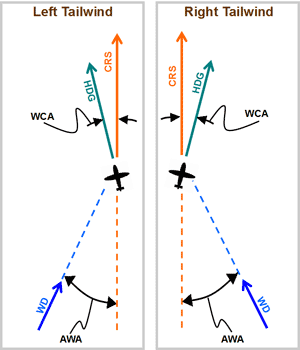 Left Tailwind
CRS
HDG
WCA
WD
AWA
Right Tailwind
CRS
HDG
WCA
WD
AWA